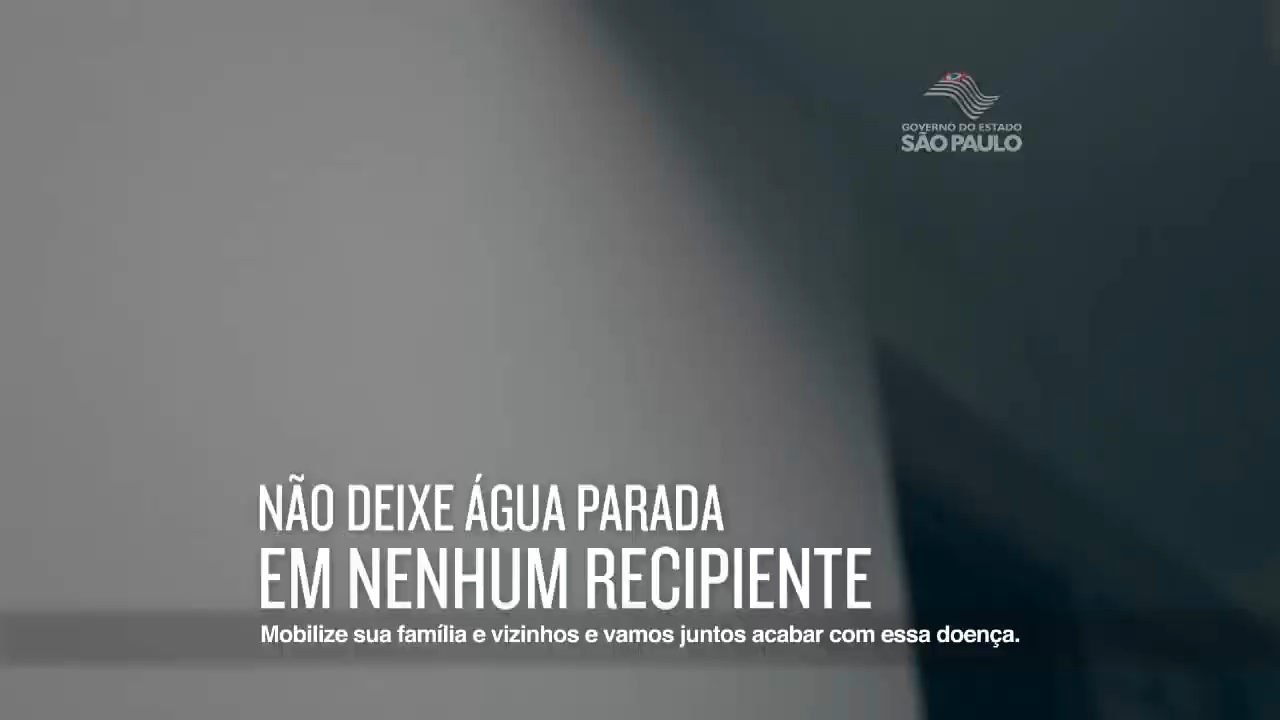 GOVERNO DO ESTADO
SÃO PAULO
NÃO DEIXE ÁGUA PARADA
EM NENHUM RECIPIENTE
Mobilize sua família e vizinhos e vamos juntos acabar com essa doença.